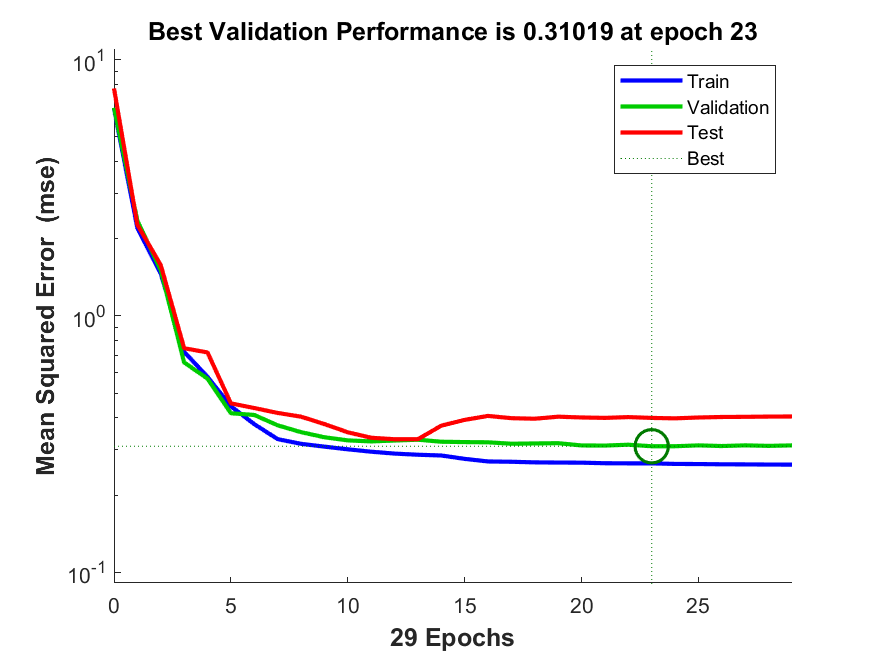 Best Validation Performance is 0.31019 at epoch 23
Mean Squared Error  (mse)
10^1
10^0
10^-1
Train
Validation
Test
Best
0 5 10 15 20 25
29 Epochs